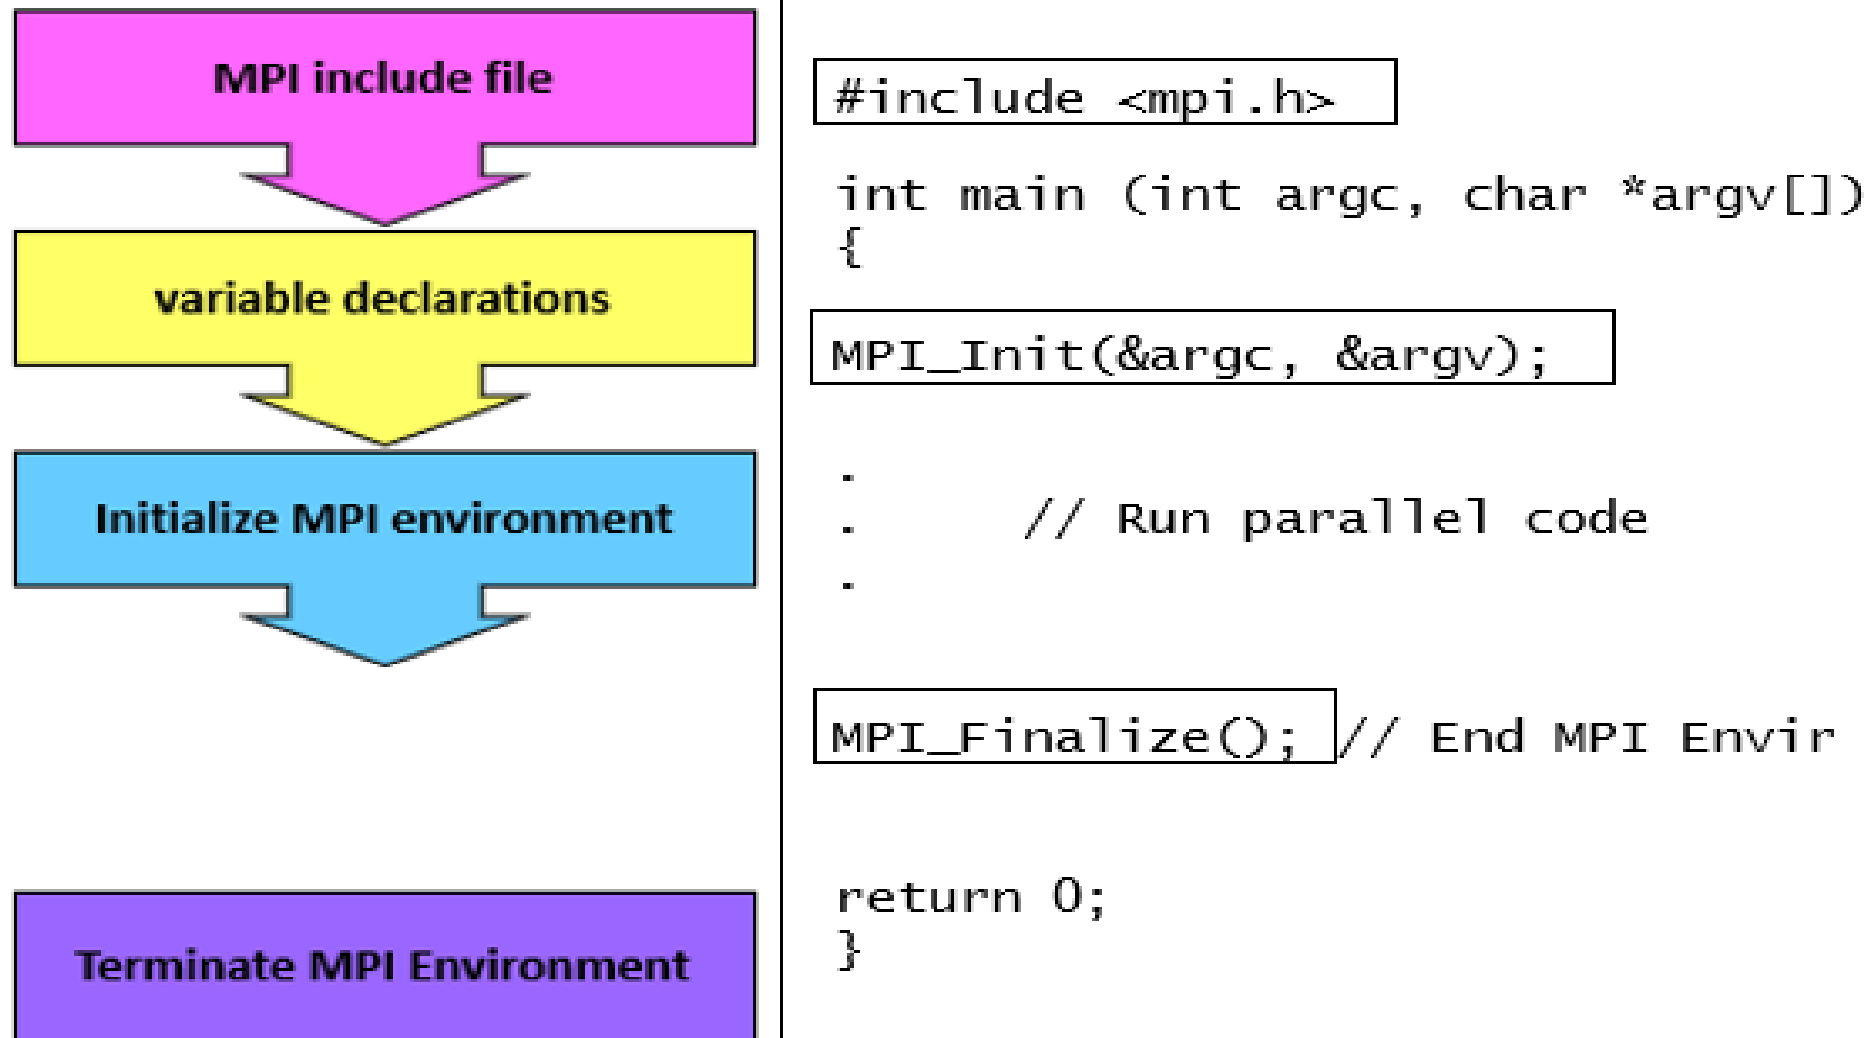 MPI include file
variable declarations
Initialize MPI environment
Terminate MPI Environment
#include <mpi.h>
int main (int argc, char *argv[])
{
MPI_Init(&argc, &argv);
.
. // Run parallel code
.
MPI_Finalize(); // End MPI Envir
return 0;
}